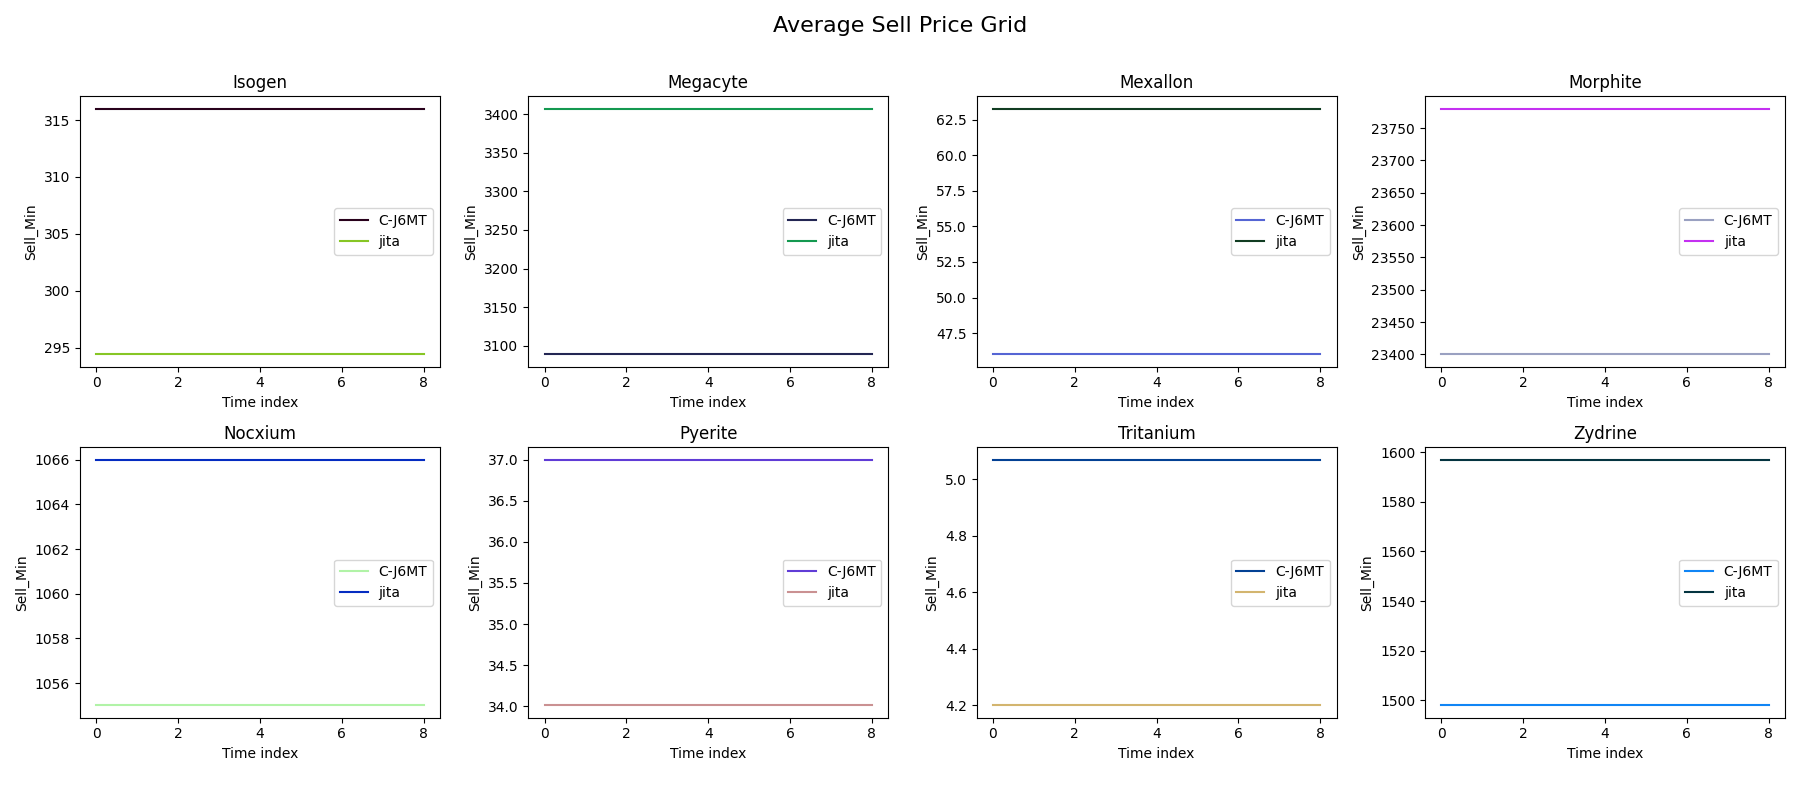 Average Sell Price Grid
Isogen
Sell_Min
315
310
305
300
295
C-J6MT
jita
0 2 4 6 8
Time index
Megacyte
Sell_Min
3400
3350
3300
3250
3200
3150
3100
C-J6MT
jita
0 2 4 6 8
Time index
Mexallon
Sell_Min
62.5
60.0
57.5
55.0
52.5
50.0
47.5
C-J6MT
jita
0 2 4 6 8
Time index
Morphite
Sell_Min
23750
23700
23650
23600
23550
23500
23450
23400
C-J6MT
jita
0 2 4 6 8
Time index
Nocxium
Sell_Min
1066
1064
1062
1060
1058
1056
C-J6MT
jita
0 2 4 6 8
Time index
Pyerite
Sell_Min
37.0
36.5
36.0
35.5
35.0
34.5
34.0
C-J6MT
jita
0 2 4 6 8
Time index
Tritanium
Sell_Min
5.0
4.8
4.6
4.4
4.2
C-J6MT
jita
0 2 4 6 8
Time index
Zydrine
Sell_Min
1600
1580
1560
1540
1520
1500
C-J6MT
jita
0 2 4 6 8
Time index